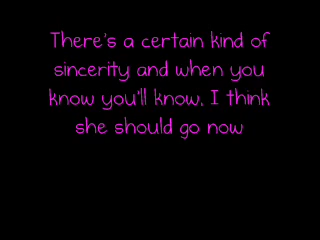 There's a certain kind of
sincerity and when you
know you'll know, I think
she should go now